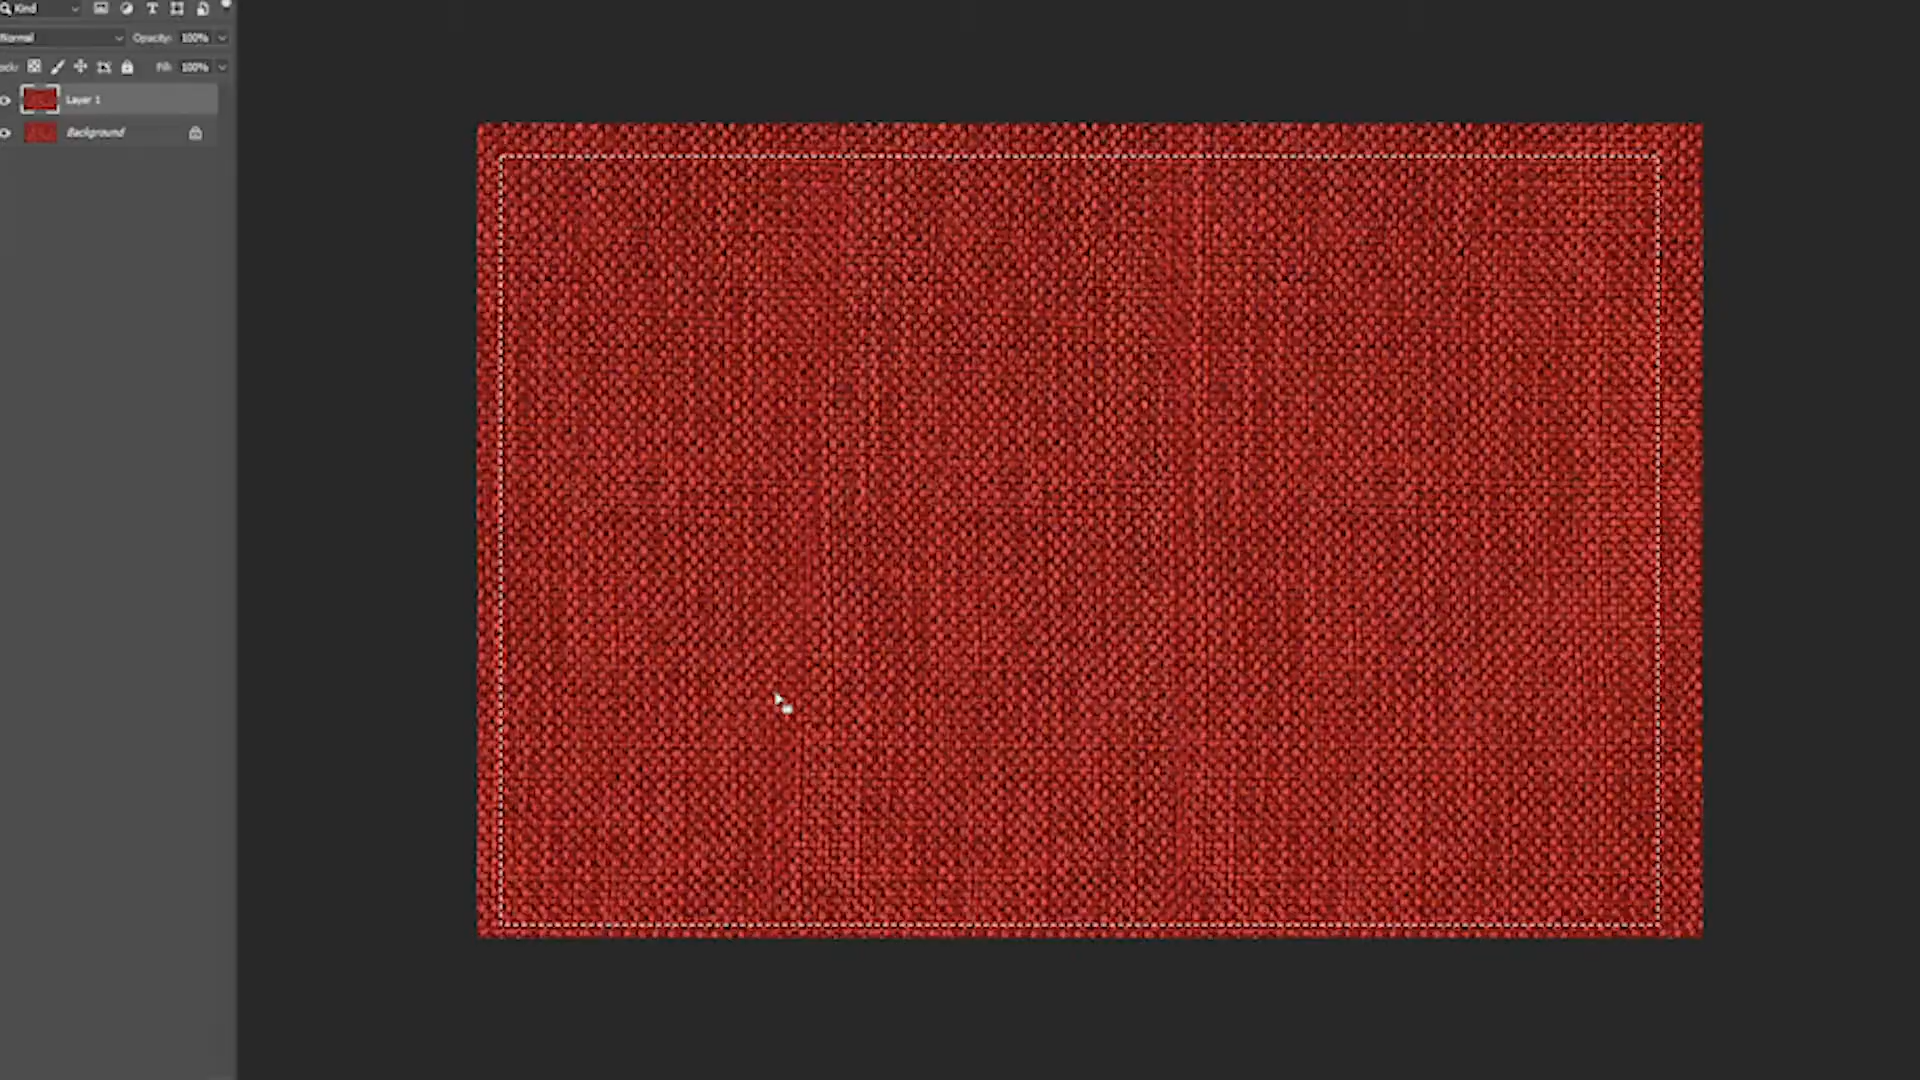 Kind
Normal Opacity: 100%
Fill: 100%
Layer 1
Background